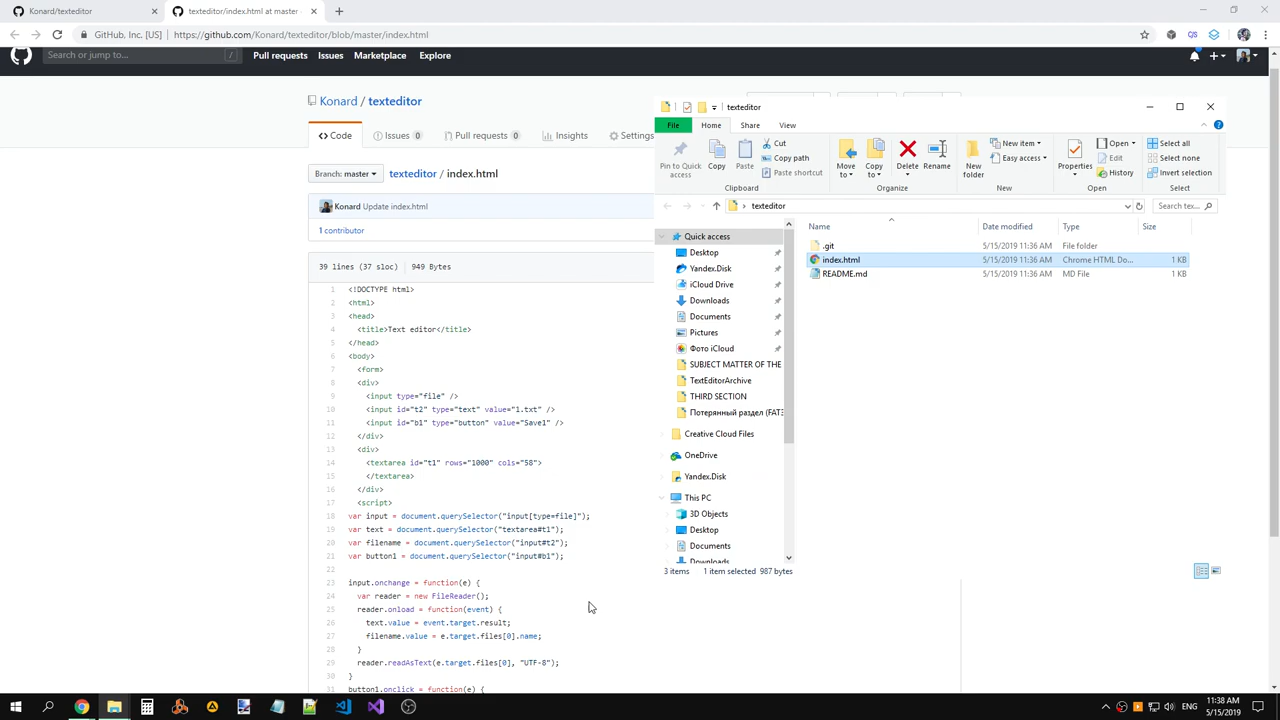 Konard/texteditor
texteditor/index.html at master ·
GitHub, Inc. [US]
https://github.com/Konard/texteditor/blob/master/index.html
Search or jump to...
/
Pull requests
Issues
Marketplace
Explore
Konard / texteditor
<> Code
Issues 0
Pull requests 0
Insights
Settings
Branch: master
texteditor / index.html
Konard Update index.html
1 contributor
39 lines (37 sloc)
949 Bytes
1 <!DOCTYPE html>
2 <html>
3 <head>
4 <title>Text editor</title>
5 </head>
6 <body>
7 <form>
8 <div>
9 <input type="file" />
10 <input id="t2" type="text" value="1.txt" />
11 <input id="b1" type="button" value="Save1" />
12 </div>
13 <div>
14 <textarea id="t1" rows="1000" cols="58">
15 </textarea>
16 </div>
17 <script>
18 var input = document.querySelector("input[type=file]");
19 var text = document.querySelector("textarea#t1");
20 var filename = document.querySelector("input#t2");
21 var button1 = document.querySelector("input#b1");
22
23 input.onchange = function(e) {
24 var reader = new FileReader();
25 reader.onload = function(event) {
26 text.value = event.target.result;
27 filename.value = e.target.files[0].name;
28 }
29 reader.readAsText(e.target.files[0], "UTF-8");
30 }
31 button1.onclick = function(e) {
texteditor
File
Home
Share
View
Pin to Quick access
Copy
Paste
Cut
Copy path
Paste shortcut
Clipboard
Move to
Copy to
Delete
Rename
Organize
New folder
New item
Easy access
New
Properties
Open
Edit
History
Open
Select all
Select none
Invert selection
Select
texteditor
Search tex...
Name
Date modified
Type
Size
.git
5/15/2019 11:36 AM
File folder
index.html
5/15/2019 11:36 AM
Chrome HTML Do...
1 KB
README.md
5/15/2019 11:36 AM
MD File
1 KB
Quick access
Desktop
Yandex.Disk
iCloud Drive
Downloads
Documents
Pictures
Фото iCloud
SUBJECT MATTER OF THE
TextEditorArchive
THIRD SECTION
Потерянный раздел (FAT3
Creative Cloud Files
OneDrive
Yandex.Disk
This PC
3D Objects
Desktop
Documents
Downloads
3 items
1 item selected 987 bytes
ENG
11:38 AM
5/15/2019